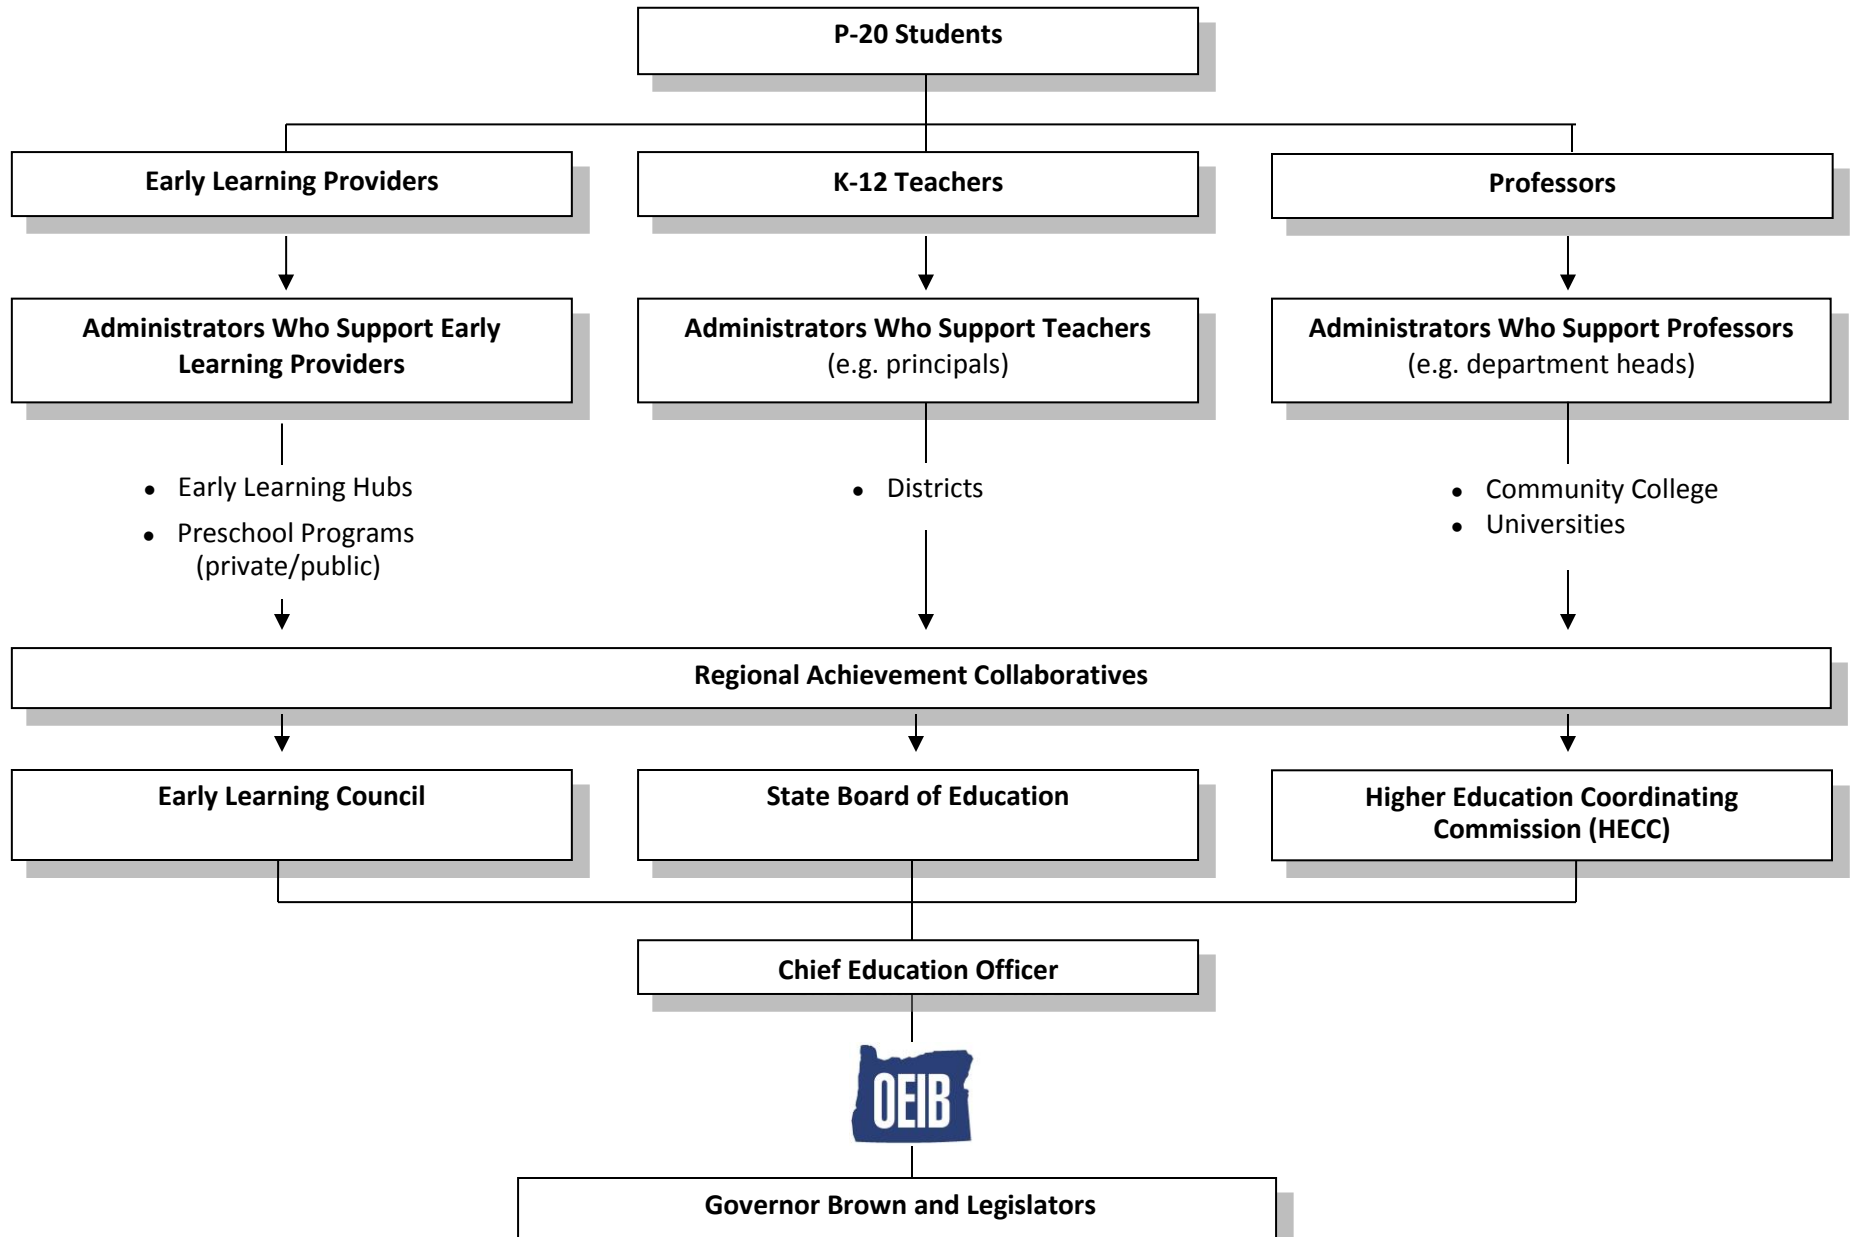 P-20 Students
Early Learning Providers
K-12 Teachers
Professors
Administrators Who Support Early
Learning Providers
Administrators Who Support Teachers
(e.g. principals)
Administrators Who Support Professors
(e.g. department heads)
• Early Learning Hubs
• Preschool Programs
(private/public)
• Districts
• Community College
• Universities
Regional Achievement Collaboratives
Early Learning Council
State Board of Education
Higher Education Coordinating
Commission (HECC)
Chief Education Officer
OEIB
Governor Brown and Legislators